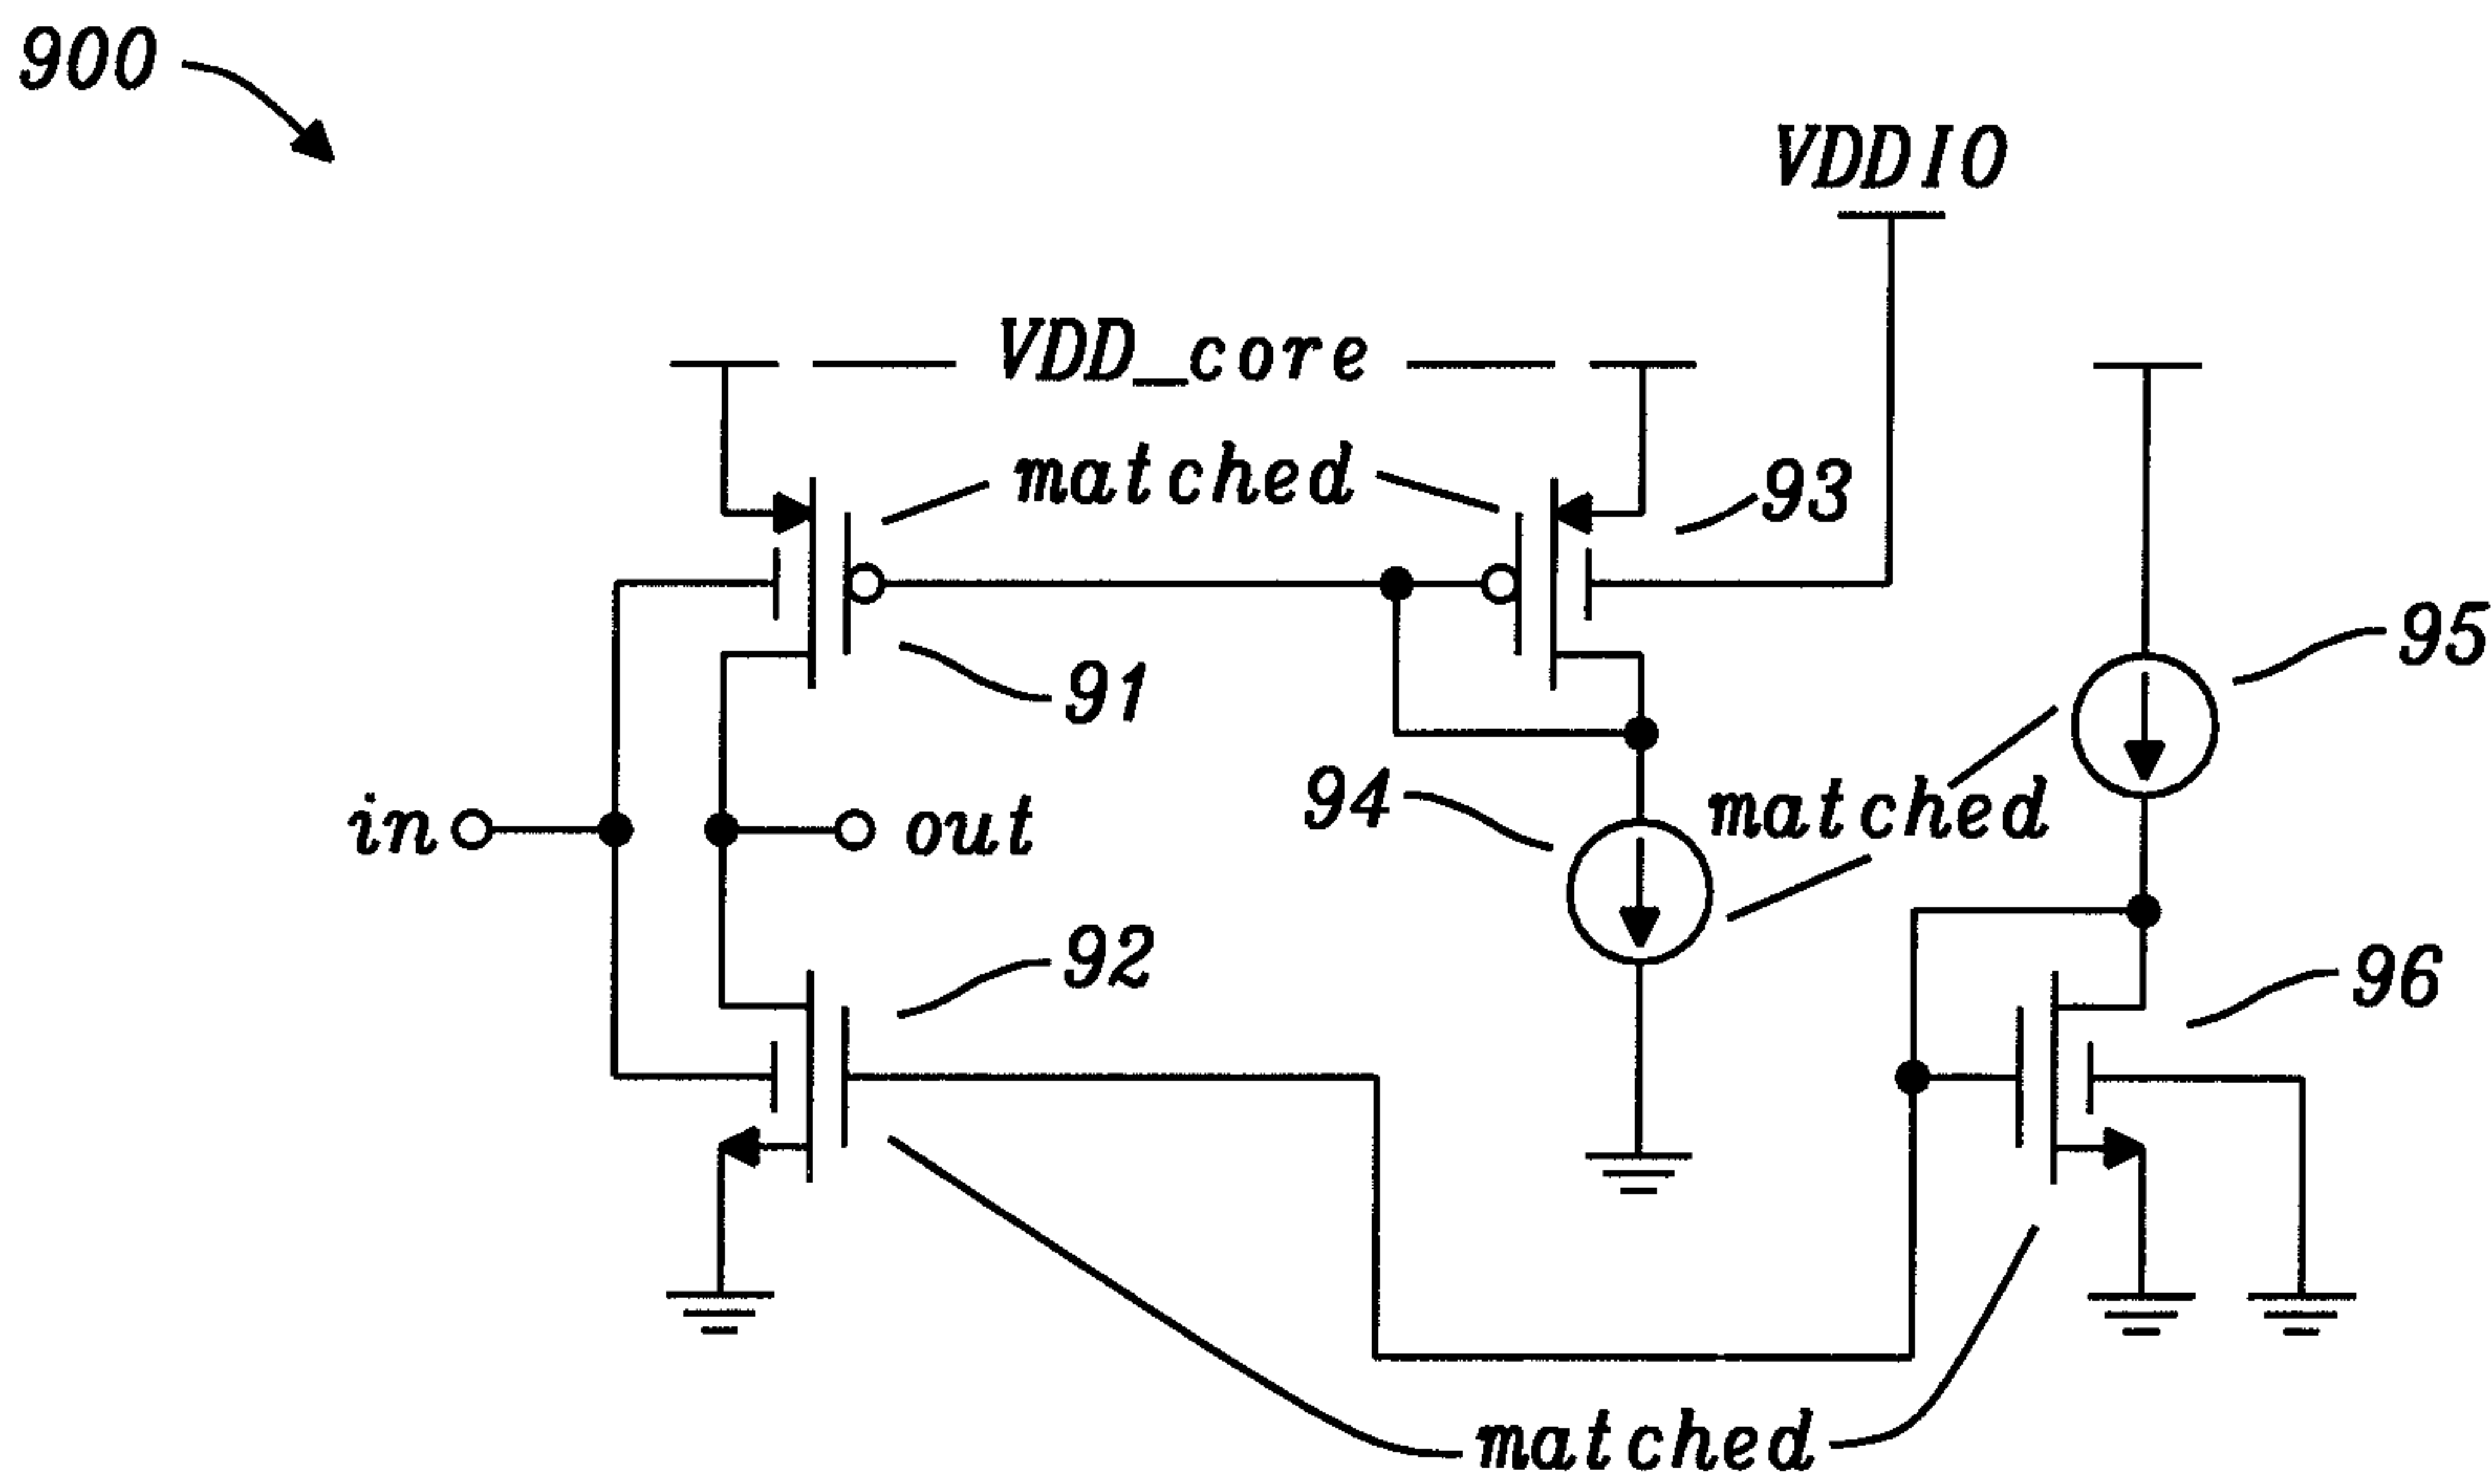 900
VDDIO
VDD_core
matched
93
95
91
94
matched
in
out
92
96
matched